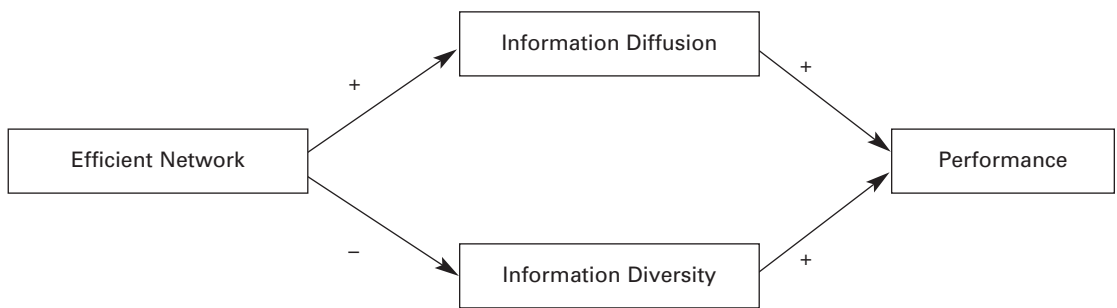 Information Diffusion
+
+
Efficient Network
Performance
–
+
Information Diversity